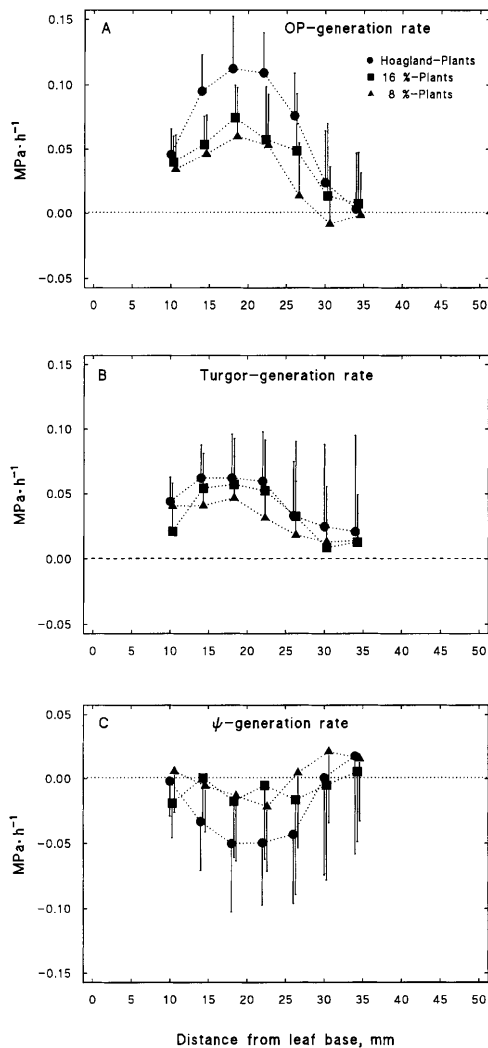 A OP-generation rate
● Hoagland-Plants
■ 16 %-Plants
▲ 8 %-Plants
MPa·h⁻¹
0.15
0.10
0.05
0.00
−0.05
0 5 10 15 20 25 30 35 40 45 50
B Turgor-generation rate
MPa·h⁻¹
0.15
0.10
0.05
0.00
−0.05
0 5 10 15 20 25 30 35 40 45 50
C ψ-generation rate
MPa·h⁻¹
0.05
0.00
−0.05
−0.10
−0.15
0 5 10 15 20 25 30 35 40 45 50
Distance from leaf base, mm